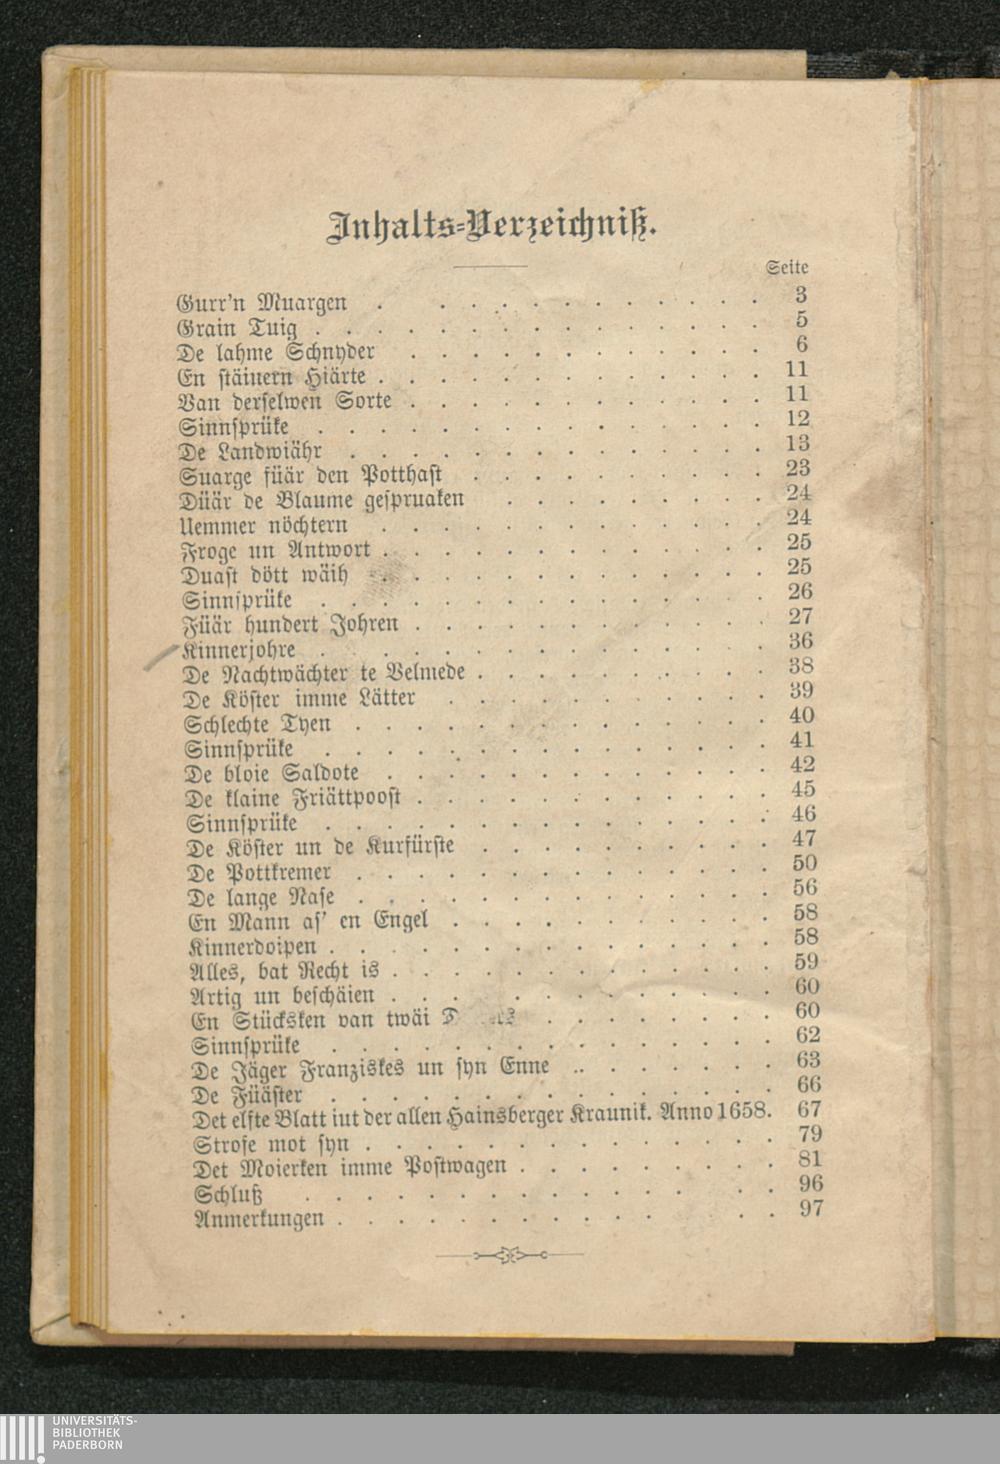 Inhalts-Verzeichniß.
Seite
Gurr'n Muargen . . . . . . . . . . . . 3
Grain Tuig . . . . . . . . . . . . . . . 5
De lahme Schnyder . . . . . . . . . . . . 6
En stäinern Hiärte . . . . . . . . . . . . . 11
Van derselwen Sorte . . . . . . . . . . . . 11
Sinnsprüke . . . . . . . . . . . . . . . 12
De Landwiähr . . . . . . . . . . . . . . 13
Suarge füär den Potthast . . . . . . . . . . 23
Düär de Blaume gespruaken . . . . . . . . . 24
Uemmer nöchtern . . . . . . . . . . . . . 24
Froge un Antwort . . . . . . . . . . . . . 25
Duast dött wäih . . . . . . . . . . . . . 25
Sinnsprüke . . . . . . . . . . . . . . . 26
Füär hundert Johren . . . . . . . . . . . . 27
Kinnerjohre . . . . . . . . . . . . . . 36
De Nachtwächter te Velmede . . . . . . . . . . 38
De Köster imme Lätter . . . . . . . . . . . 39
Schlechte Tyen . . . . . . . . . . . . . . 40
Sinnsprüke . . . . . . . . . . . . . . . 41
De bloie Saldote . . . . . . . . . . . . . 42
De klaine Friättpoost . . . . . . . . . . . . 45
Sinnsprüke . . . . . . . . . . . . . . . 46
De Köster un de Kurfürste . . . . . . . . . . 47
De Pottkremer . . . . . . . . . . . . . . 50
De lange Nase . . . . . . . . . . . . . . 56
En Mann as' en Engel . . . . . . . . . . . 58
Kinnerdoipen . . . . . . . . . . . . . . . 58
Alles, bat Recht is . . . . . . . . . . . . . 59
Artig un beschäien . . . . . . . . . . . . 60
En Stücksken van twäi . . . . . . . . 60
Sinnsprüke . . . . . . . . . . . . . . . 62
De Jäger Franziskes un syn Enne . . . . . . . . 63
De Füäster . . . . . . . . . . . . . . . 66
Det elfte Blatt iut der allen Hainsberger Kraunik. Anno 1658. 67
Strofe mot syn . . . . . . . . . . . . . . 79
Det Moierken imme Postwagen . . . . . . . . . 81
Schluß . . . . . . . . . . . . . . . 96
Anmerkungen . . . . . . . . . . . . . 97
UNIVERSITÄTS-
BIBLIOTHEK
PADERBORN